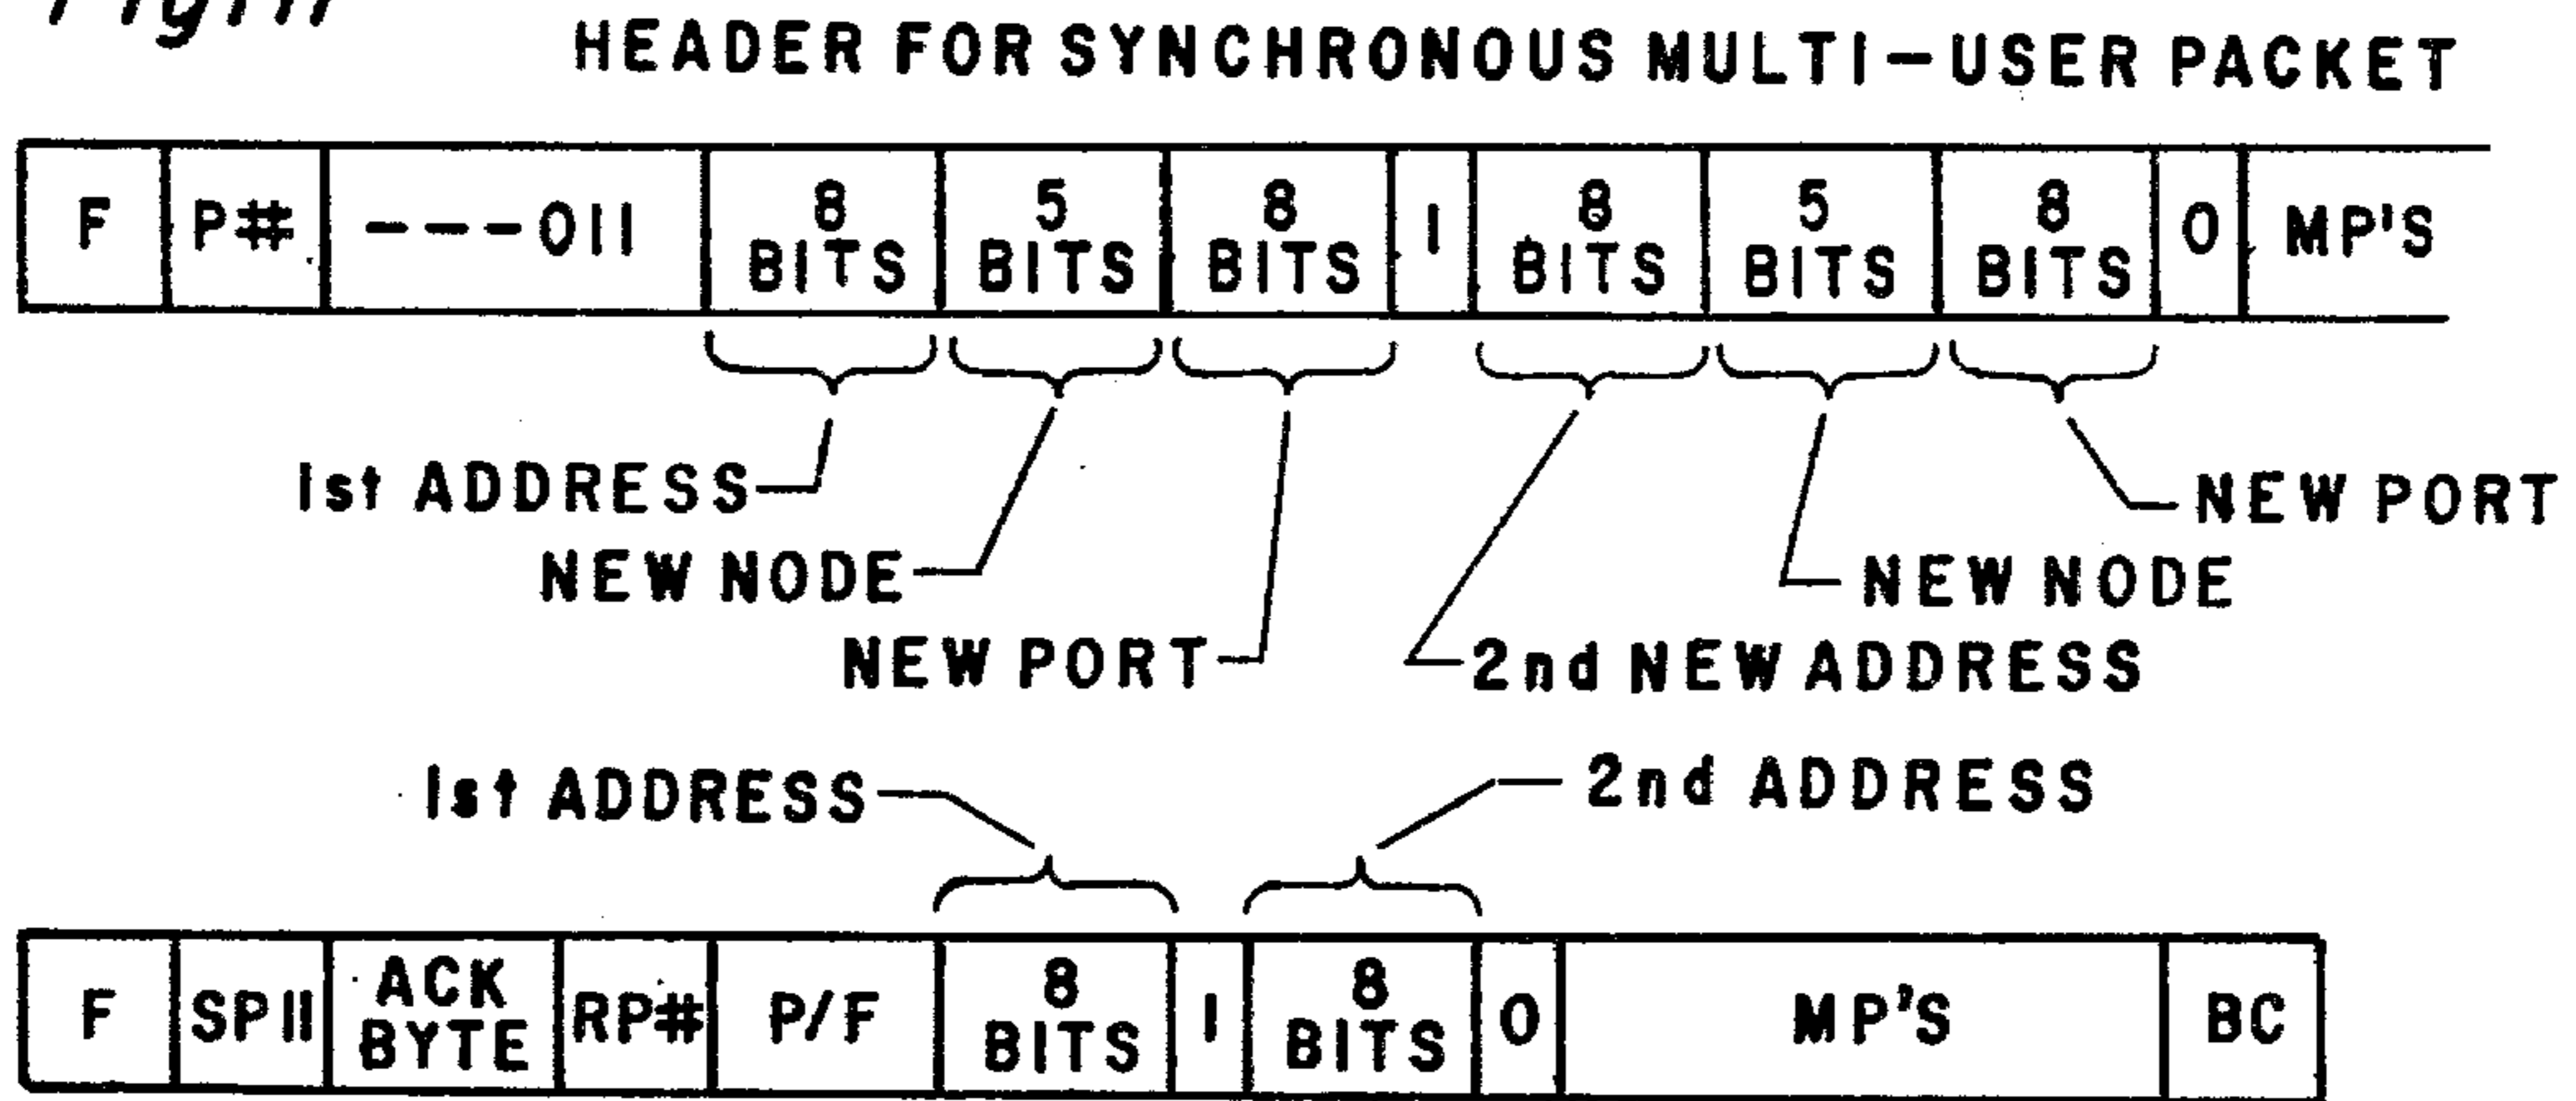 HEADER FOR SYNCHRONOUS MULTI-USER PACKET
F P# ---011 8 BITS 5 BITS 8 BITS 1 8 BITS 5 BITS 8 BITS 0 MP'S
1st ADDRESS
NEW NODE
NEW PORT
2nd NEW ADDRESS
NEW NODE
NEW PORT
1st ADDRESS
2nd ADDRESS
F SP|| ACK BYTE RP# P/F 8 BITS 1 8 BITS 0 MP'S BC